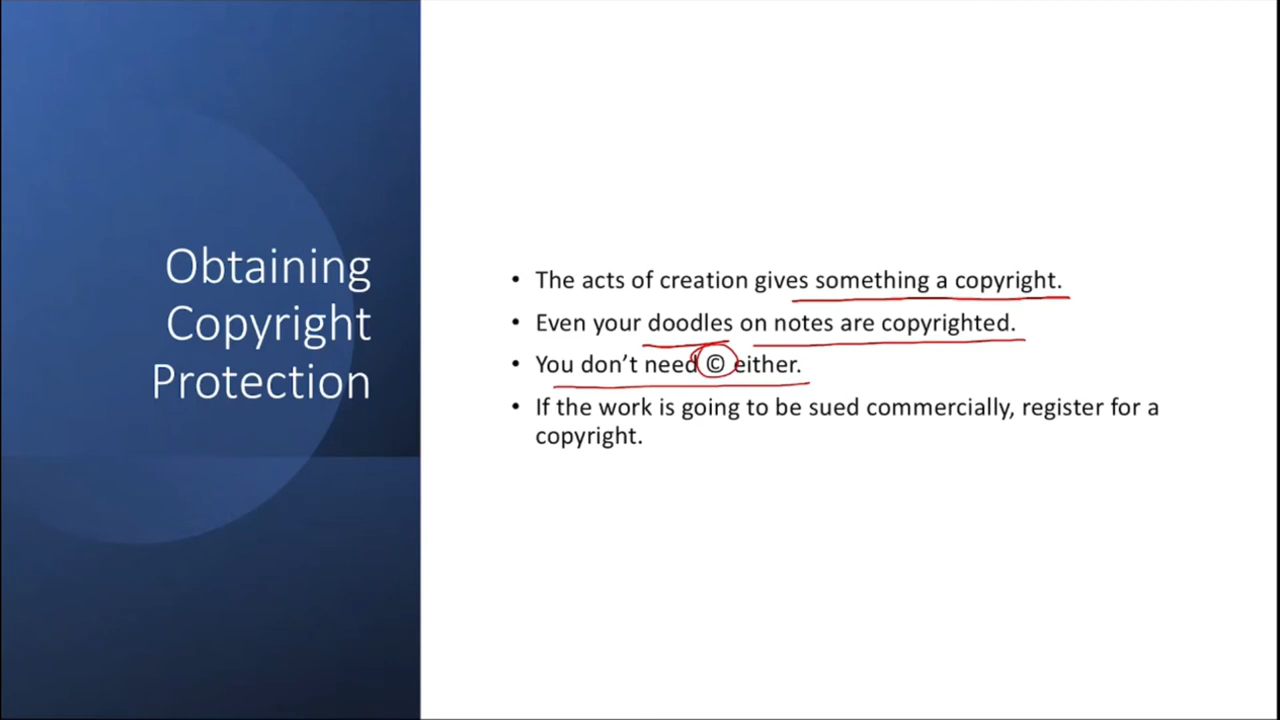 Obtaining
Copyright
Protection
• The acts of creation gives something a copyright.
• Even your doodles on notes are copyrighted.
• You don't need © either.
• If the work is going to be sued commercially, register for a
copyright.